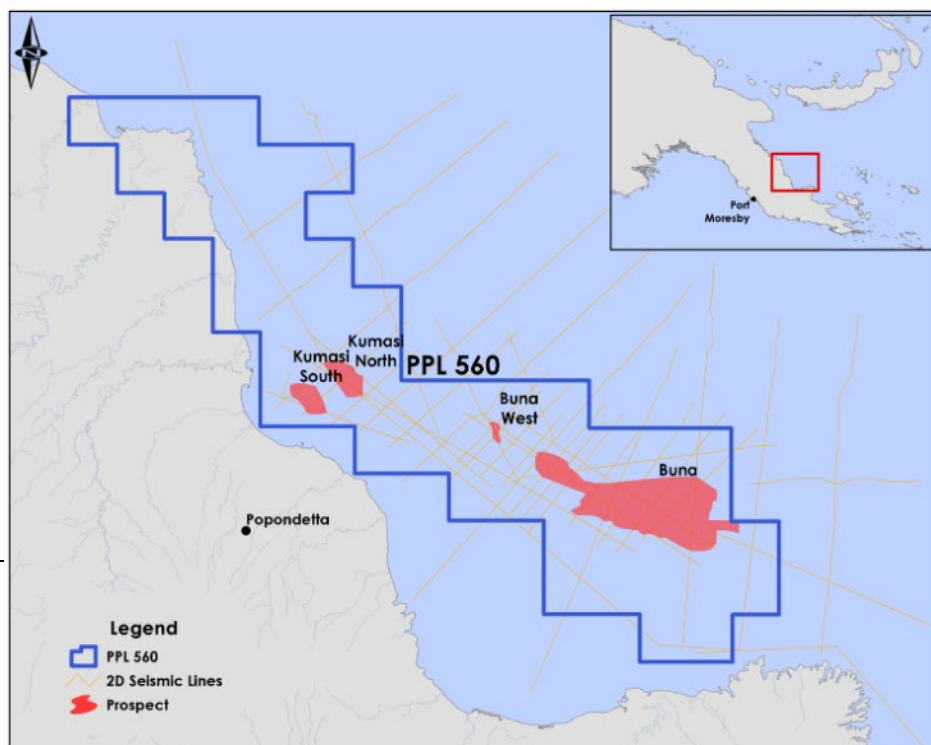 N
Port
Moresby
Kumasi
North
Kumasi
South
PPL 560
Buna
West
Buna
Popondetta
Legend
PPL 560
2D Seismic Lines
Prospect